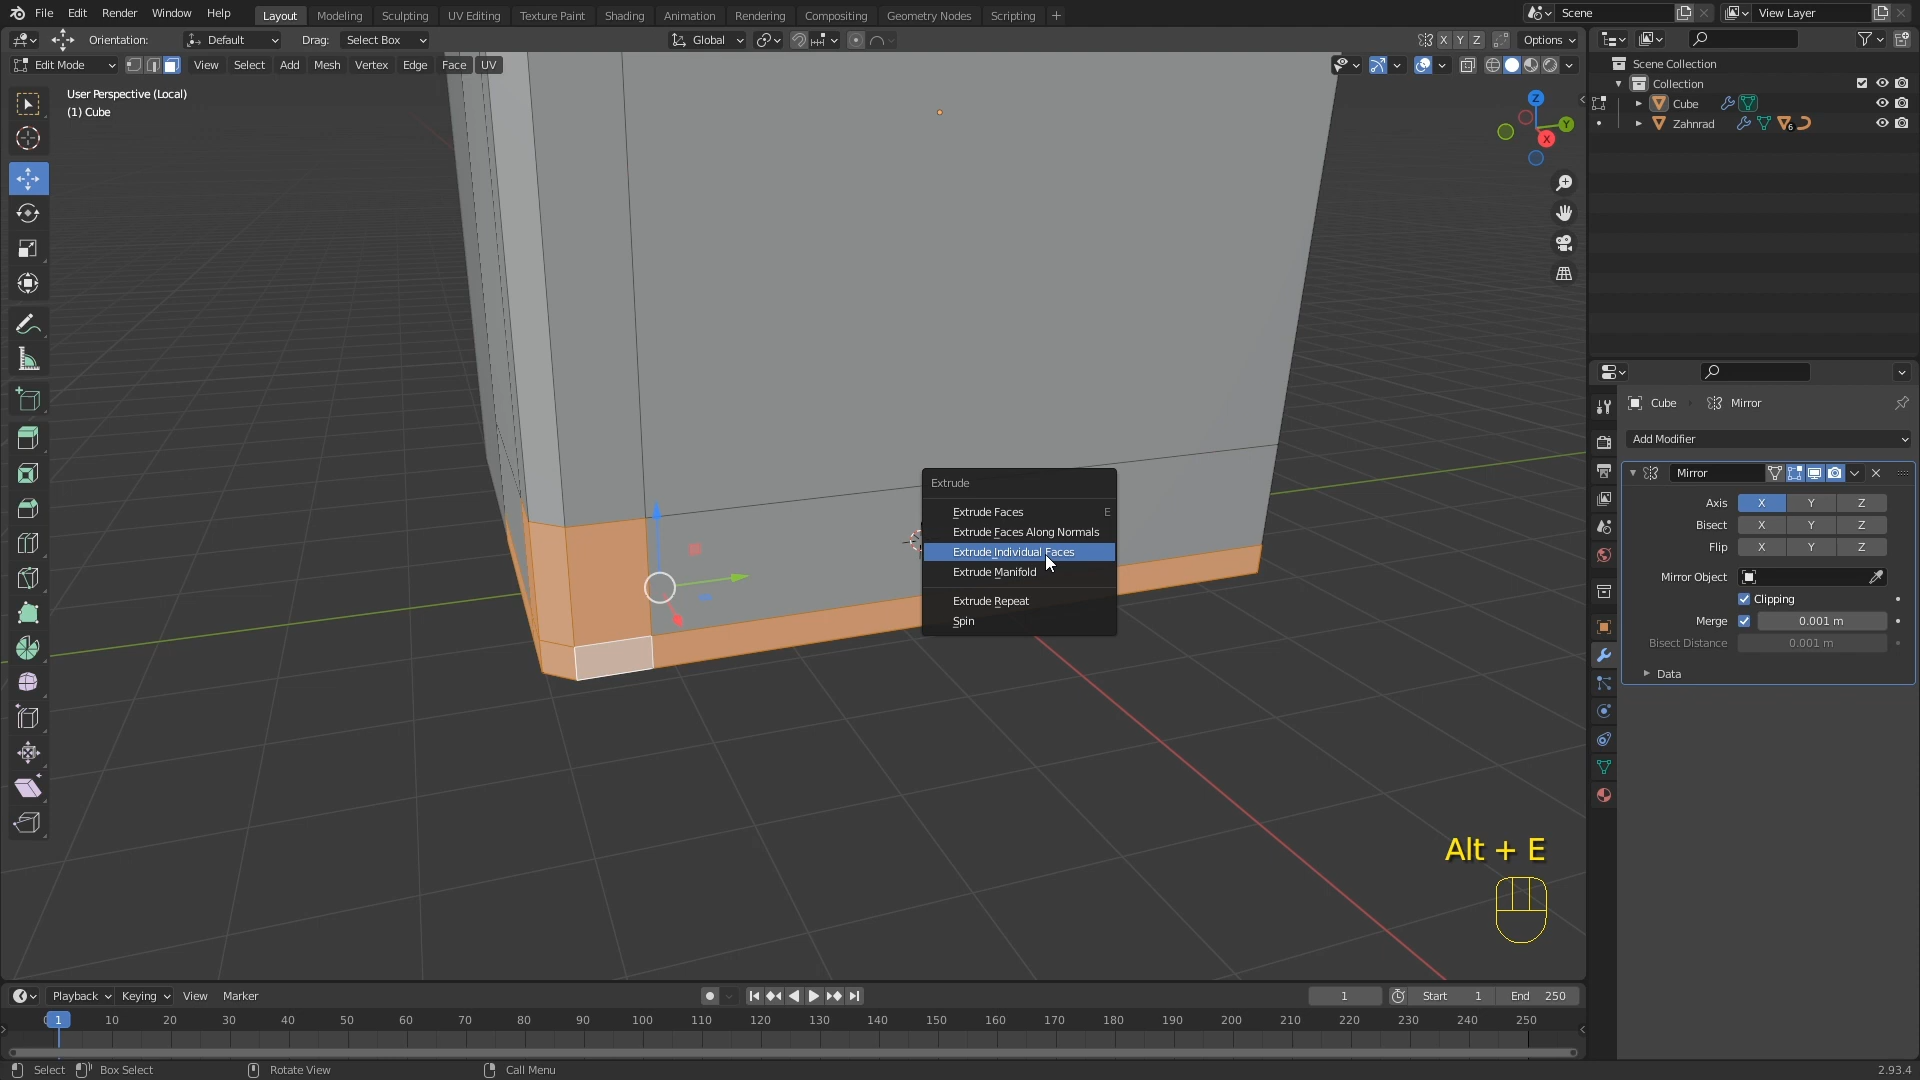 File Edit Render Window Help Layout Modeling Sculpting UV Editing Texture Paint Shading Animation Rendering Compositing Geometry Nodes Scripting + Scene View Layer
Orientation: Default Drag: Select Box Global X Y Z Options
Edit Mode View Select Add Mesh Vertex Edge Face UV
User Perspective (Local)
(1) Cube
Z
Y
X
Scene Collection
Collection
Cube
Zahnrad 6
Cube Mirror
Add Modifier
Mirror
Axis X Y Z
Bisect X Y Z
Flip X Y Z
Mirror Object
Clipping
Merge 0.001 m
Bisect Distance 0.001 m
Data
Extrude
Extrude Faces E
Extrude Faces Along Normals
Extrude Individual Faces
Extrude Manifold
Extrude Repeat
Spin
Alt + E
Playback Keying View Marker 1 Start 1 End 250
1 10 20 30 40 50 60 70 80 90 100 110 120 130 140 150 160 170 180 190 200 210 220 230 240 250
Select Box Select Rotate View Call Menu 2.93.4